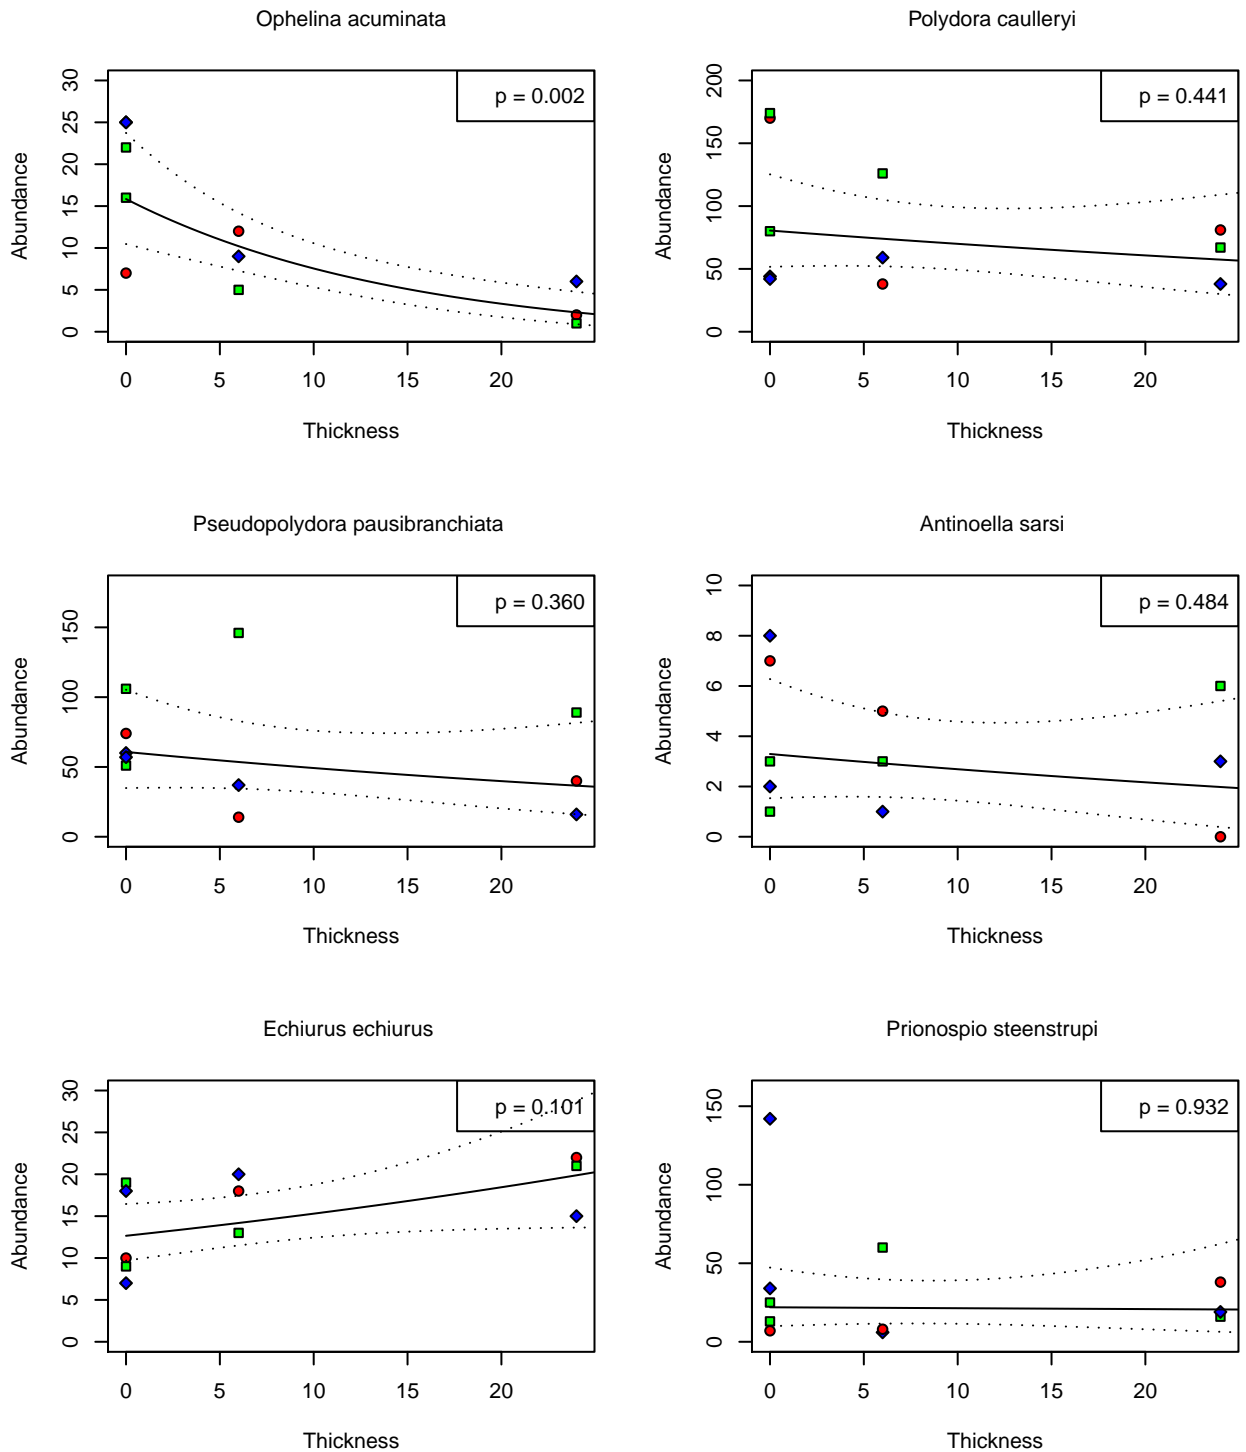 Ophelina acuminata
p = 0.002
Abundance
30
25
20
15
10
5
0
0 5 10 15 20
Thickness
Polydora caulleryi
p = 0.441
Abundance
200
150
100
50
0
0 5 10 15 20
Thickness
Pseudopolydora pausibranchiata
p = 0.360
Abundance
150
100
50
0
0 5 10 15 20
Thickness
Antinoella sarsi
p = 0.484
Abundance
10
8
6
4
2
0
0 5 10 15 20
Thickness
Echiurus echiurus
p = 0.101
Abundance
30
25
20
15
10
5
0
0 5 10 15 20
Thickness
Prionospio steenstrupi
p = 0.932
Abundance
150
100
50
0
0 5 10 15 20
Thickness